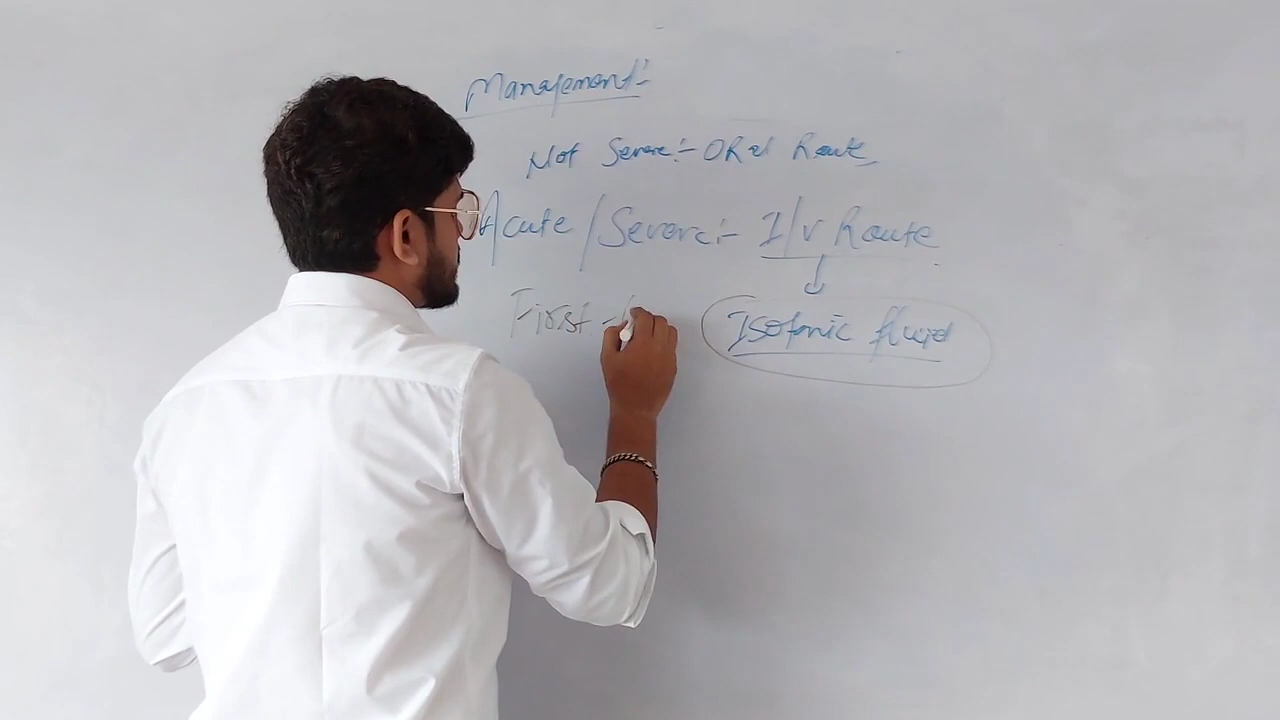 Management:-
Not Severe:- ORal Route
Acute / Severe:- I/v Route
First -
Isotonic fluid